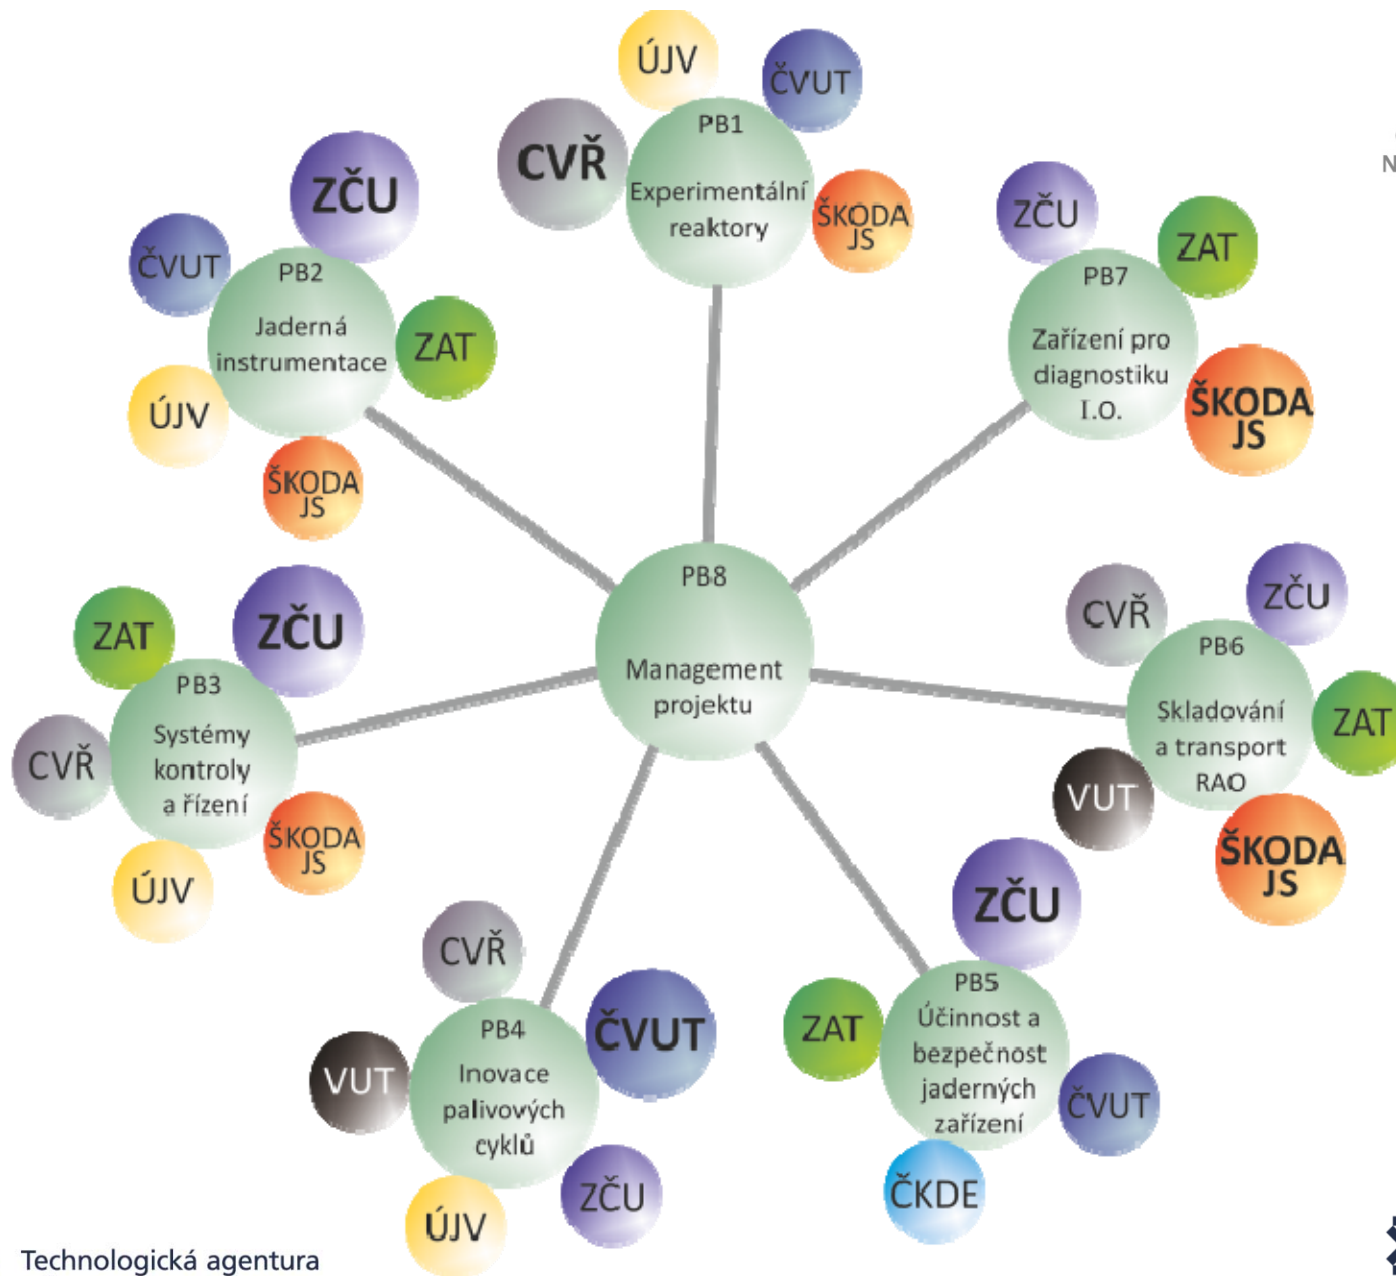 ÚJV
ČVUT
CVŘ
PB1
Experimentální
reaktory
ŠKODA
JS
ZČU
ČVUT
PB2
Jaderná
instrumentace
ZAT
ÚJV
ŠKODA
JS
ZČU
ZAT
PB7
Zařízení pro
diagnostiku
I.O.
ŠKODA
JS
PB8
Management
projektu
ZAT
ZČU
PB3
Systémy
kontroly
a řízení
CVŘ
ŠKODA
JS
ÚJV
CVŘ
ZČU
PB6
Skladování
a transport
RAO
ZAT
VUT
ŠKODA
JS
CVŘ
ČVUT
PB4
Inovace
palivových
cyklů
VUT
ZČU
ÚJV
ZČU
ZAT
PB5
Účinnost a
bezpečnost
jaderných
zařízení
ČVUT
ČKDE
Technologická agentura